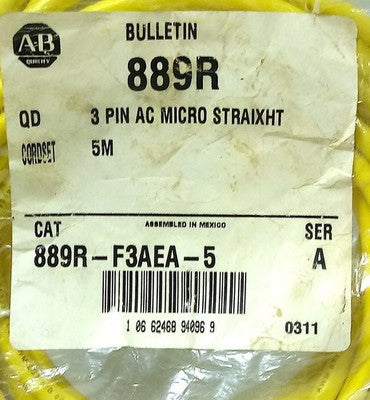 A-B
QUALITY
BULLETIN
889R
QD 3 PIN AC MICRO STRAIXHT
CORDSET 5M
ASSEMBLED IN MEXICO
CAT SER
889R-F3AEA-5 A
1 06 62468 94096 9
0311